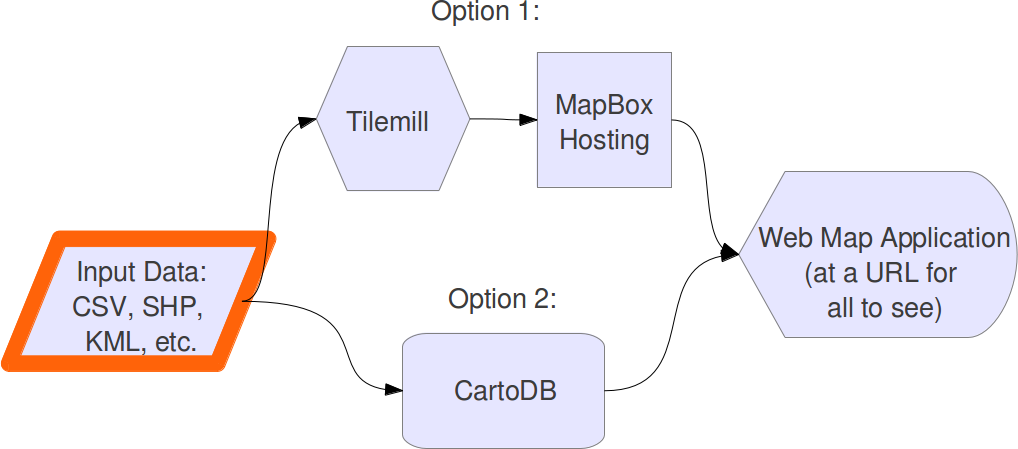 Option 1:
Tilemill
MapBox
Hosting
Input Data:
CSV, SHP,
KML, etc.
Option 2:
CartoDB
Web Map Application
(at a URL for
all to see)